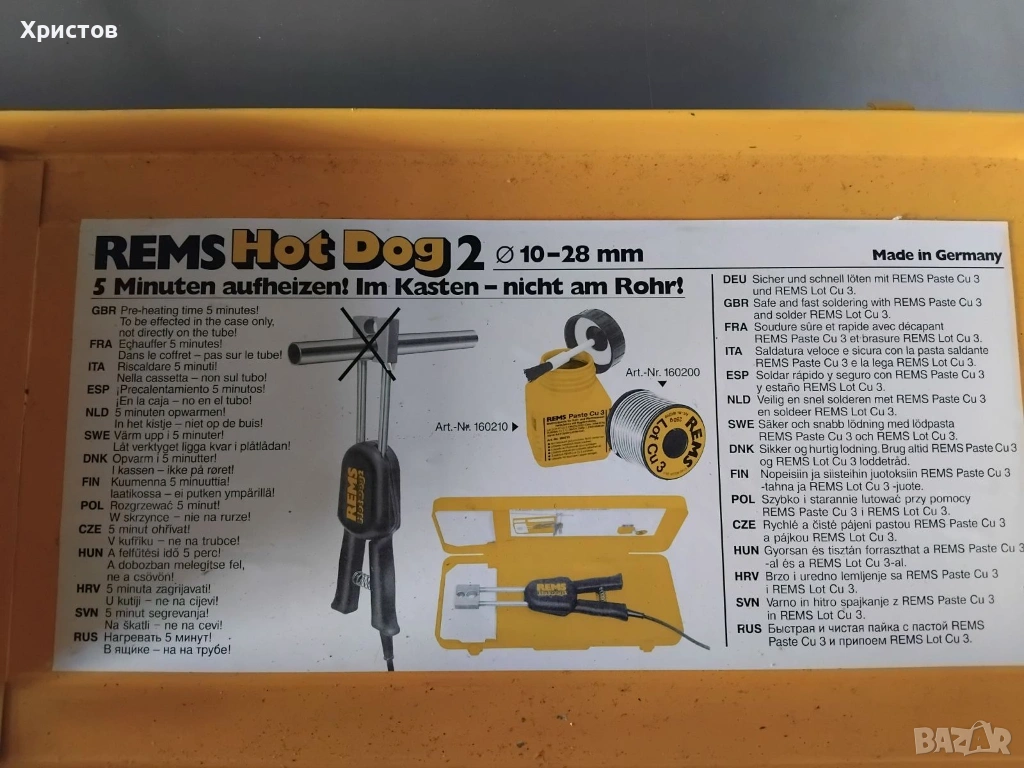 Христов
REMS Hot Dog 2 Ø 10–28 mm
Made in Germany
5 Minuten aufheizen! Im Kasten – nicht am Rohr!
GBR Pre-heating time 5 minutes!
To be effected in the case only,
not directly on the tube!
FRA Echauffer 5 minutes!
Dans le coffret – pas sur le tube!
ITA Riscaldare 5 minuti!
Nella cassetta – non sul tubo!
ESP ¡Precalentamiento 5 minutos!
¡En la caja – no en el tubo!
NLD 5 minuten opwarmen!
In het kistje – niet op de buis!
SWE Värm upp i 5 minuter!
Låt verktyget ligga kvar i plåtlådan!
DNK Opvarm i 5 minutter!
I kassen – ikke på røret!
FIN Kuumenna 5 minuuttia!
laatikossa – ei putken ympärillä!
POL Rozgrzewać 5 minut!
W skrzynce – nie na rurze!
CZE 5 minut ohřívat!
V kufříku – ne na trubce!
HUN A felfütési idő 5 perc!
A dobozban melegítse fel,
ne a csövön!
HRV 5 minuta zagrijavati!
U kutiji – ne na cijevi!
SVN 5 minut segrevanja!
Na škatli – ne na cevi!
RUS Нагревать 5 минут!
В ящике – на на трубе!
REMS
Art.-Nr. 160210
REMS Paste Cu 3
Art.-Nr. 160200
REMS
Lot Cu 3
REMS
DEU Sicher und schnell löten mit REMS Paste Cu 3
und REMS Lot Cu 3.
GBR Safe and fast soldering with REMS Paste Cu 3
and solder REMS Lot Cu 3.
FRA Soudure sûre et rapide avec décapant
REMS Paste Cu 3 et brasure REMS Lot Cu 3.
ITA Saldatura veloce e sicura con la pasta saldante
REMS Paste Cu 3 e la lega REMS Lot Cu 3.
ESP Soldar rápido y seguro con REMS Paste Cu 3
y estaño REMS Lot Cu 3.
NLD Veilig en snel solderen met REMS Paste Cu 3
en soldeer REMS Lot Cu 3.
SWE Säker och snabb lödning med lödpasta
REMS Paste Cu 3 och REMS Lot Cu 3.
DNK Sikker og hurtig lodning. Brug altid REMS Paste Cu 3
og REMS Lot Cu 3 loddetråd.
FIN Nopeisiin ja siisteihin juotoksiin REMS Paste Cu 3
-tahna ja REMS Lot Cu 3 -juote.
POL Szybko i starannie lutować przy pomocy
REMS Paste Cu 3 i REMS Lot Cu 3.
CZE Rychlé a čisté pájení pastou REMS Paste Cu 3
a pájkou REMS Lot Cu 3.
HUN Gyorsan és tisztán forraszthat a REMS Paste Cu 3
-al és a REMS Lot Cu 3-al.
HRV Brzo i uredno lemljenje sa REMS Paste Cu 3
i REMS Lot Cu 3.
SVN Varno in hitro spajkanje z REMS Paste Cu 3
in REMS Lot Cu 3.
RUS Быстрая и чистая пайка с пастой REMS
Paste Cu 3 и припоем REMS Lot Cu 3.
BAZAR